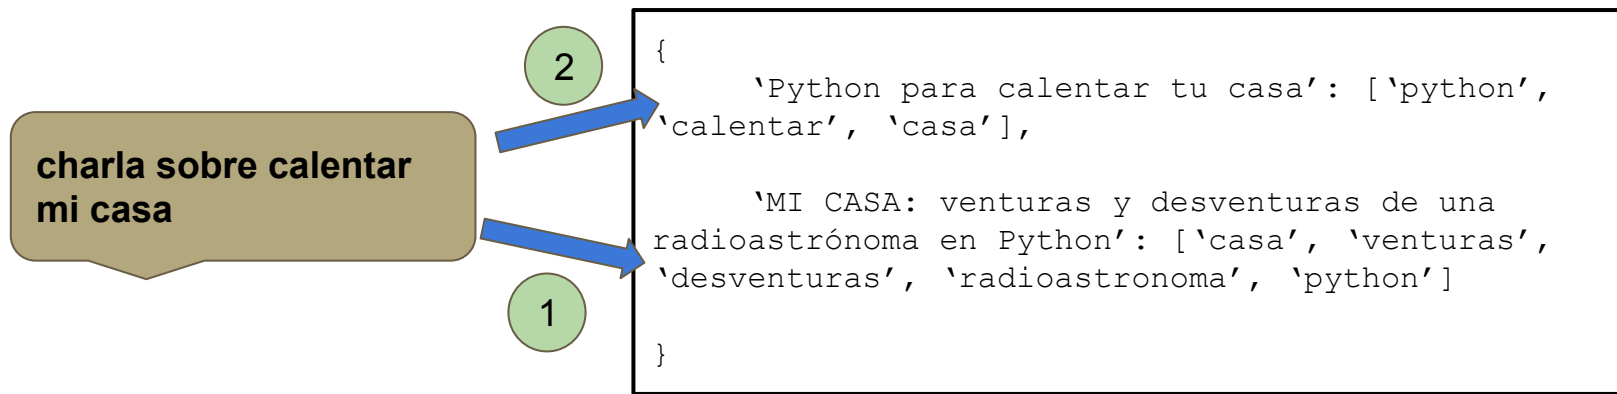 charla sobre calentar
mi casa
2
1
{
‘Python para calentar tu casa’: [‘python’,
‘calentar’, ‘casa’],
‘MI CASA: venturas y desventuras de una
radioastrónoma en Python’: [‘casa’, ‘venturas’,
‘desventuras’, ‘radioastronoma’, ‘python’]
}